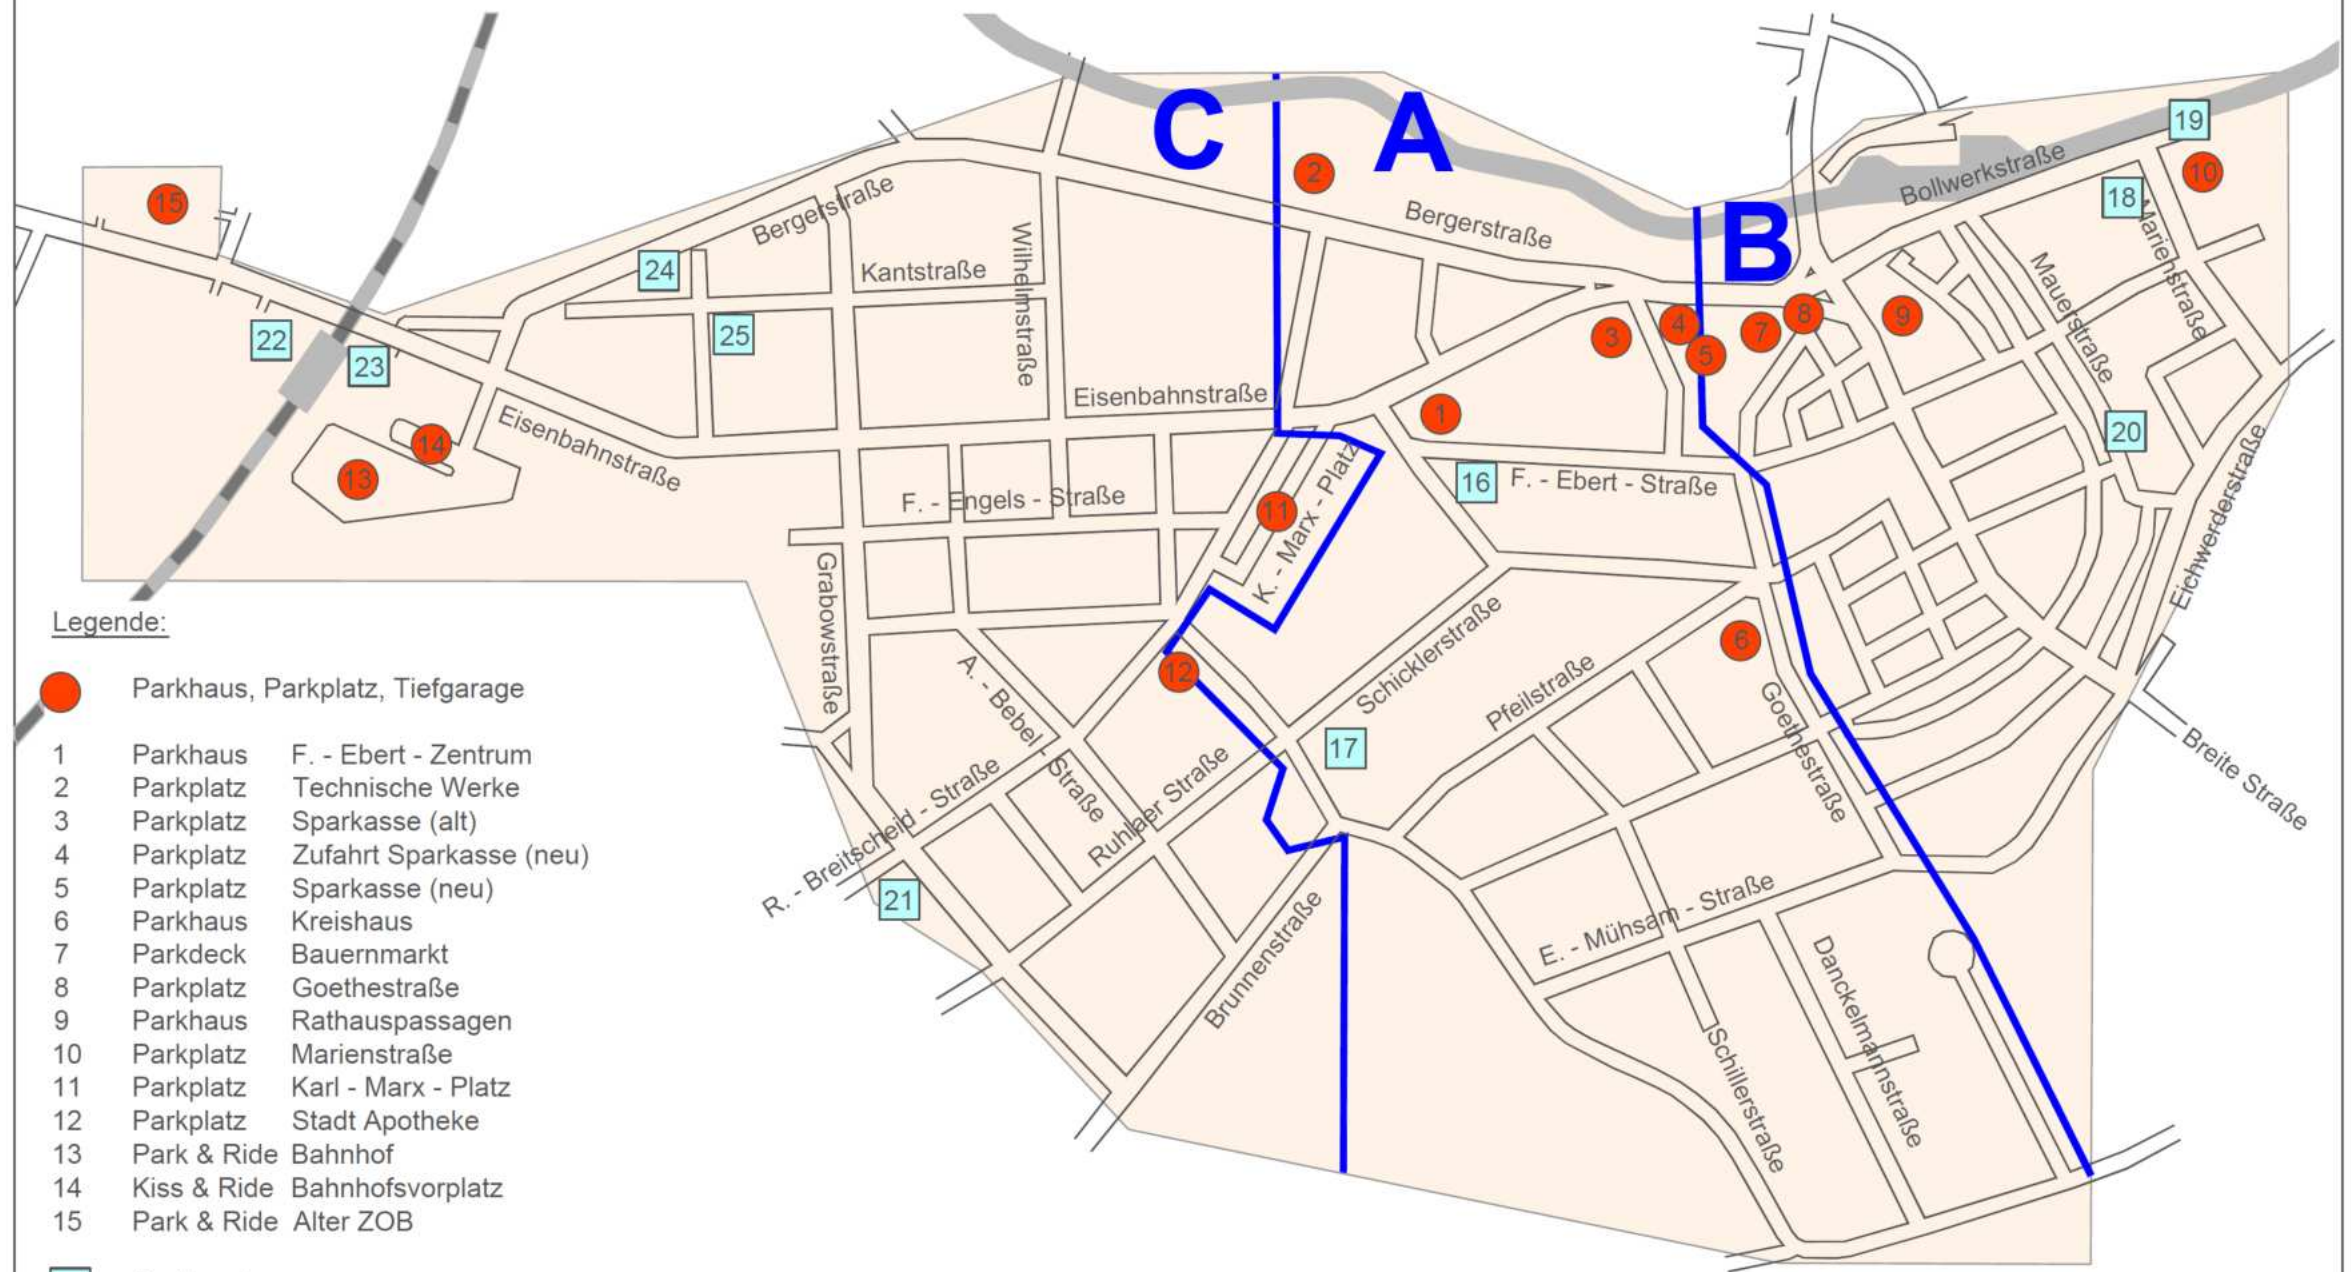 C
A
B
15
2
19
10
18
Bollwerkstraße
Marienstraße
Bergerstraße
Bergerstraße
24
Kantstraße
Wilhelmstraße
25
22
23
3
4
5
7
8
9
Mauerstraße
Eisenbahnstraße
1
20
14
13
Eisenbahnstraße
16
F. - Ebert - Straße
F. - Engels - Straße
11
K. - Marx - Platz
Eichwerderstraße
Grabowstraße
12
6
Schicklerstraße
Pfeilstraße
Goethestraße
A. - Bebel - Straße
17
Breite Straße
R. - Breitscheid - Straße
Ruhlaer Straße
21
Brunnenstraße
E. - Mühsam - Straße
Danckelmannstraße
Schillerstraße
Legende:
Parkhaus, Parkplatz, Tiefgarage
1 Parkhaus F. - Ebert - Zentrum
2 Parkplatz Technische Werke
3 Parkplatz Sparkasse (alt)
4 Parkplatz Zufahrt Sparkasse (neu)
5 Parkplatz Sparkasse (neu)
6 Parkhaus Kreishaus
7 Parkdeck Bauernmarkt
8 Parkplatz Goethestraße
9 Parkhaus Rathauspassagen
10 Parkplatz Marienstraße
11 Parkplatz Karl - Marx - Platz
12 Parkplatz Stadt Apotheke
13 Park & Ride Bahnhof
14 Kiss & Ride Bahnhofsvorplatz
15 Park & Ride Alter ZOB